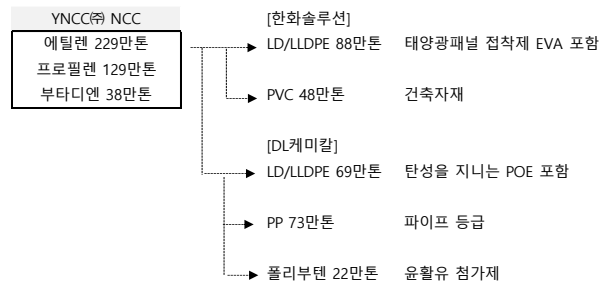 YNCC㈜ NCC
에틸렌 229만톤
프로필렌 129만톤
부타디엔 38만톤
[한화솔루션]
LD/LLDPE 88만톤 태양광패널 접착제 EVA 포함
PVC 48만톤 건축자재
[DL케미칼]
LD/LLDPE 69만톤 탄성을 지니는 POE 포함
PP 73만톤 파이프 등급
폴리부텐 22만톤 윤활유 첨가제